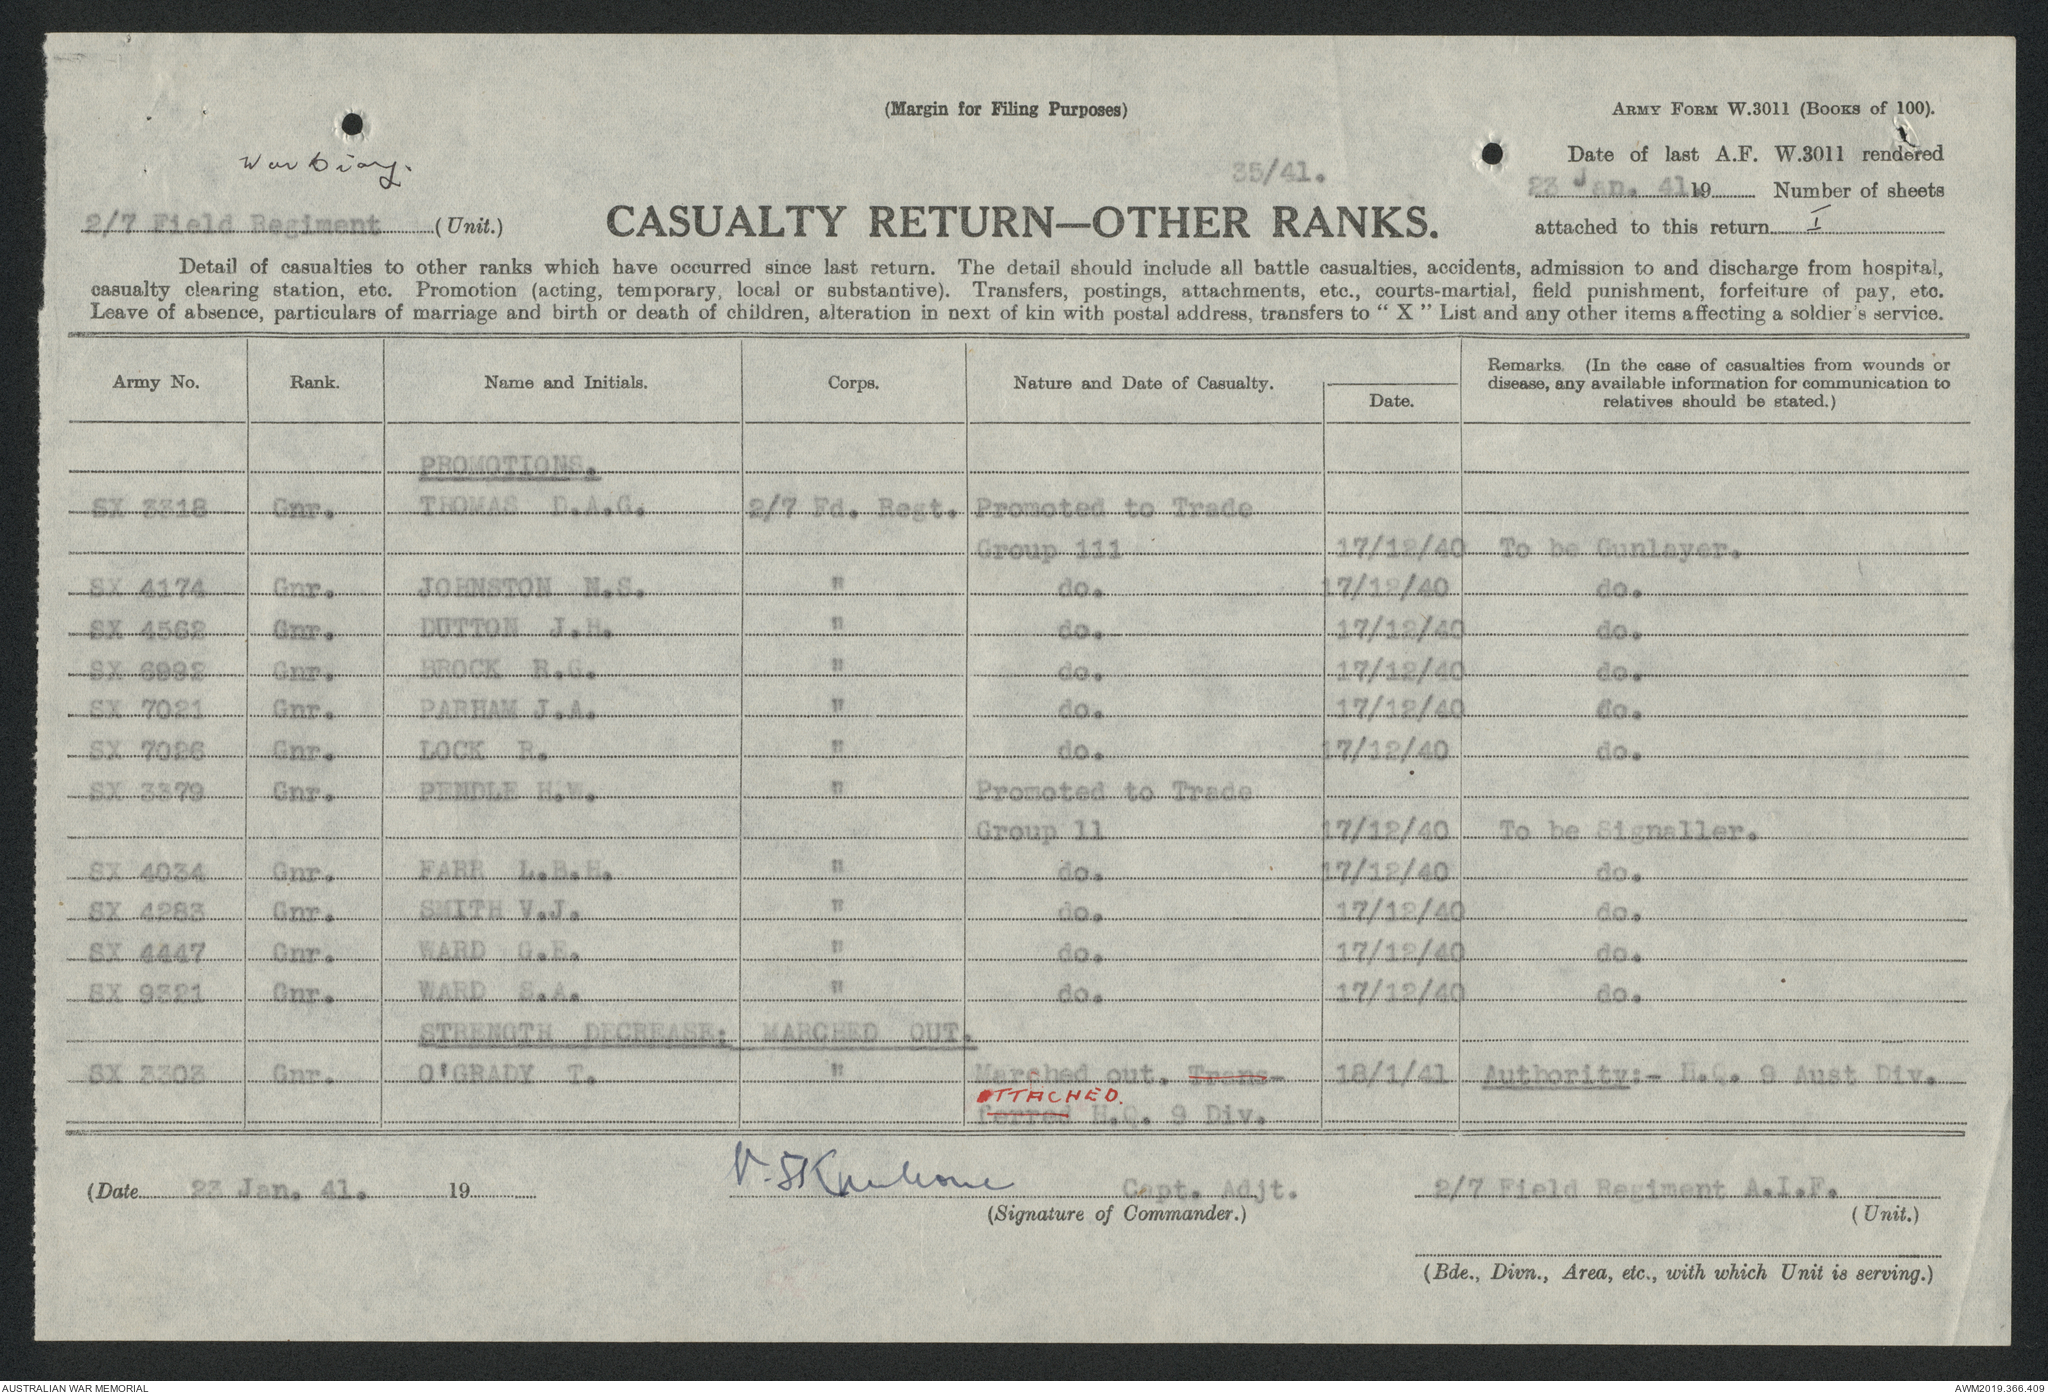 (Margin for Filing Purposes)
ARMY FORM W.3011 (BOOKS of 100).
War Diary.
35/41.
Date of last A.F. W.3011 rendered
23 Jan. 41. 19 Number of sheets
attached to this return I
2/7 Field Regiment (Unit.)
CASUALTY RETURN—OTHER RANKS.
Detail of casualties to other ranks which have occurred since last return. The detail should include all battle casualties, accidents, admission to and discharge from hospital,
casualty clearing station, etc. Promotion (acting, temporary, local or substantive). Transfers, postings, attachments, etc., courts-martial, field punishment, forfeiture of pay, etc.
Leave of absence, particulars of marriage and birth or death of children, alteration in next of kin with postal address, transfers to “ X ” List and any other items affecting a soldier's service.
Army No. Rank. Name and Initials. Corps. Nature and Date of Casualty. Date. Remarks. (In the case of casualties from wounds or
disease, any available information for communication to
relatives should be stated.)
PROMOTIONS.
SX 3318 Gnr. THOMAS D.A.G. 2/7 Fd. Regt. Promoted to Trade
Group 111 17/12/40 To be Gunlayer.
SX 4174 Gnr. JOHNSTON N.S. " do. 17/12/40 do.
SX 4562 Gnr. DUTTON J.H. " do. 17/12/40 do.
SX 6992 Gnr. BROCK R.G. " do. 17/12/40 do.
SX 7021 Gnr. PARHAM J.A. " do. 17/12/40 do.
SX 7026 Gnr. LOCK R. " do. 17/12/40 do.
SX 3379 Gnr. PENDLE H.W. " Promoted to Trade
Group 11 17/12/40 To be Signaller.
SX 4034 Gnr. FARR L.B.H. " do. 17/12/40 do.
SX 4283 Gnr. SMITH V.J. " do. 17/12/40 do.
SX 4447 Gnr. WARD G.E. " do. 17/12/40 do.
SX 9321 Gnr. WARD S.A. " do. 17/12/40 do.
STRENGTH DECREASE: MARCHED OUT.
SX 3303 Gnr. O'GRADY T. " Marched out. Trans- 18/1/41 Authority:- H.Q. 9 Aust Div.
ATTACHED.
ferred H.Q. 9 Div.
(Date 23 Jan. 41. 19 Capt. Adjt. 2/7 Field Regiment A.I.F.
(Signature of Commander.) (Unit.)
(Bde., Divn., Area, etc., with which Unit is serving.)
AUSTRALIAN WAR MEMORIAL AWM2019.366.409